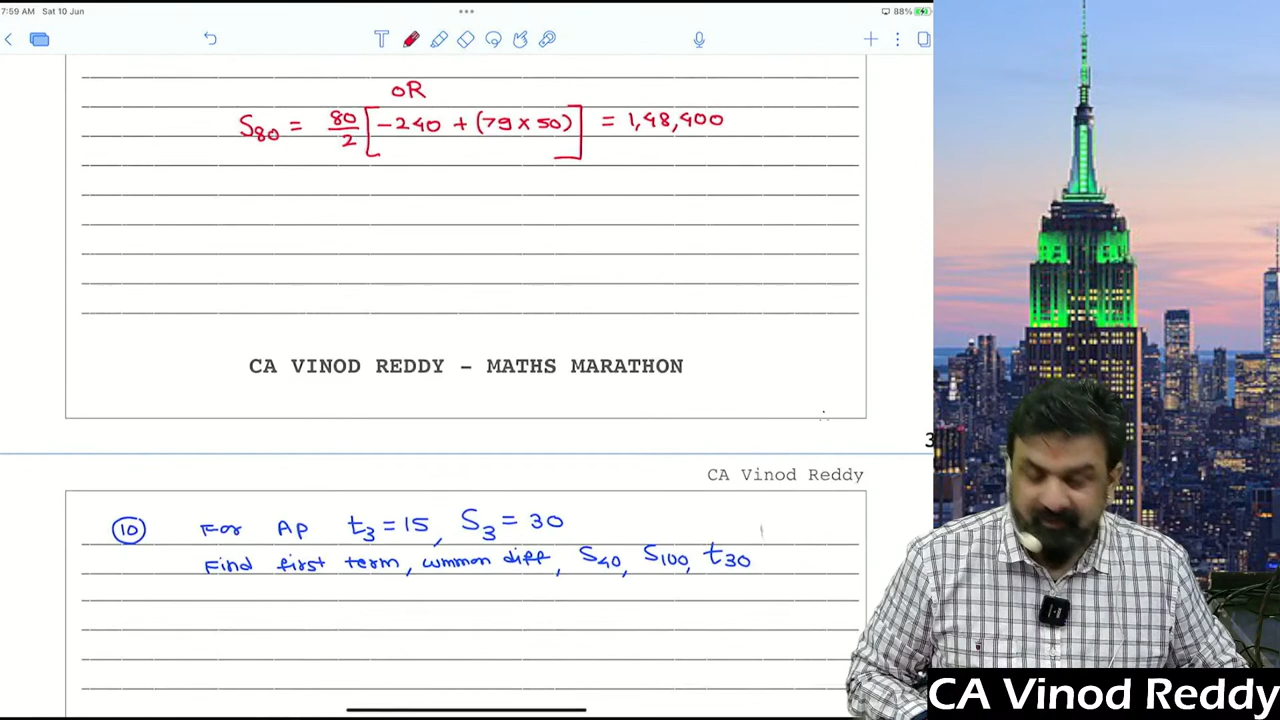 7:59 AM Sat 10 Jun
88%
T
OR
S80 = 80/2 [-240 + (79 × 50)] = 1,48,400
CA VINOD REDDY - MATHS MARATHON
3
CA Vinod Reddy
10 For AP t3 = 15, S3 = 30
Find first term, common diff, S40, S100, t30
CA Vinod Reddy